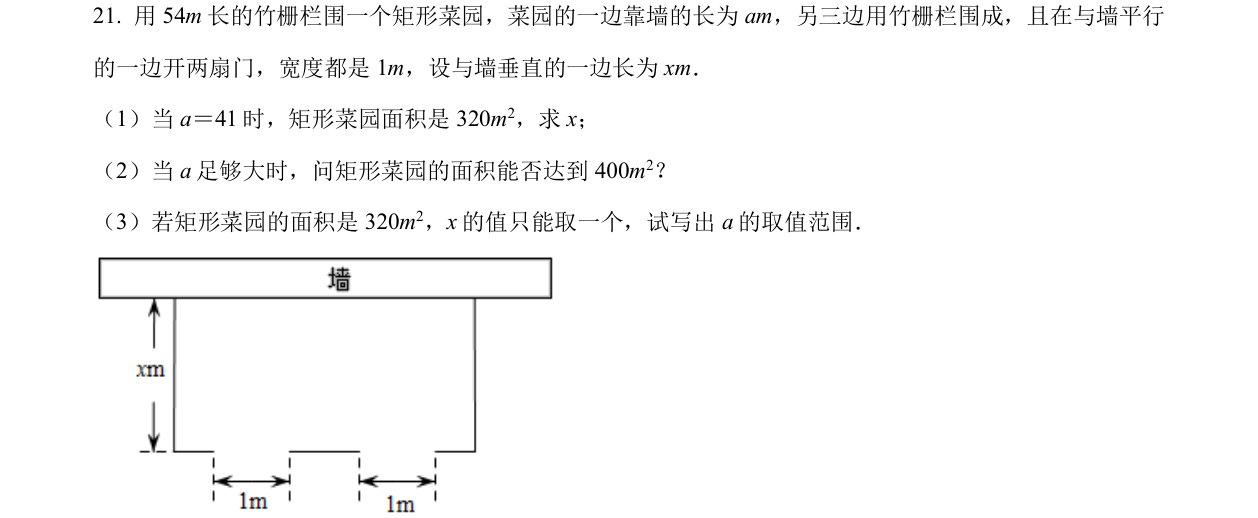 21. 用 54m 长的竹栅栏围一个矩形菜园，菜园的一边靠墙的长为 am，另三边用竹栅栏围成，且在与墙平行
的一边开两扇门，宽度都是 1m，设与墙垂直的一边长为 xm．
（1）当 a＝41 时，矩形菜园面积是 320m²，求 x；
（2）当 a 足够大时，问矩形菜园的面积能否达到 400m²？
（3）若矩形菜园的面积是 320m²，x 的值只能取一个，试写出 a 的取值范围．
墙
xm
1m
1m